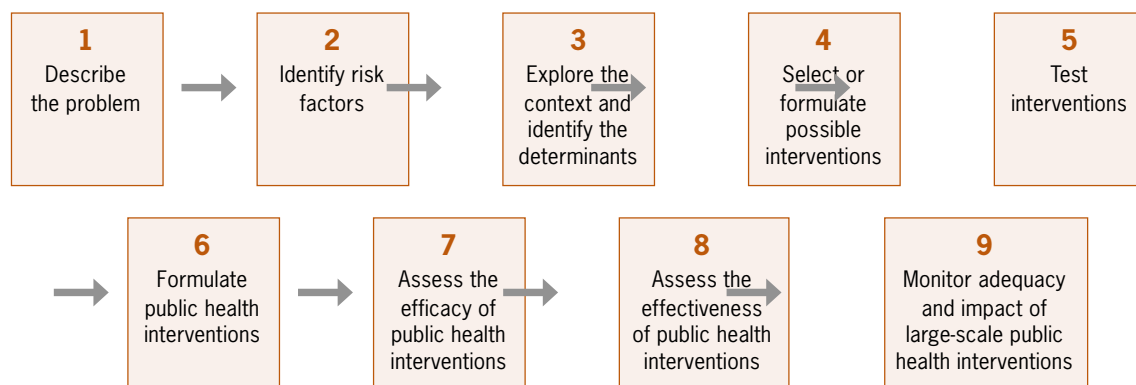 1
Describe
the problem
2
Identify risk
factors
3
Explore the
context and
identify the
determinants
4
Select or
formulate
possible
interventions
5
Test
interventions
6
Formulate
public health
interventions
7
Assess the
efficacy of
public health
interventions
8
Assess the
effectiveness
of public health
interventions
9
Monitor adequacy
and impact of
large-scale public
health interventions